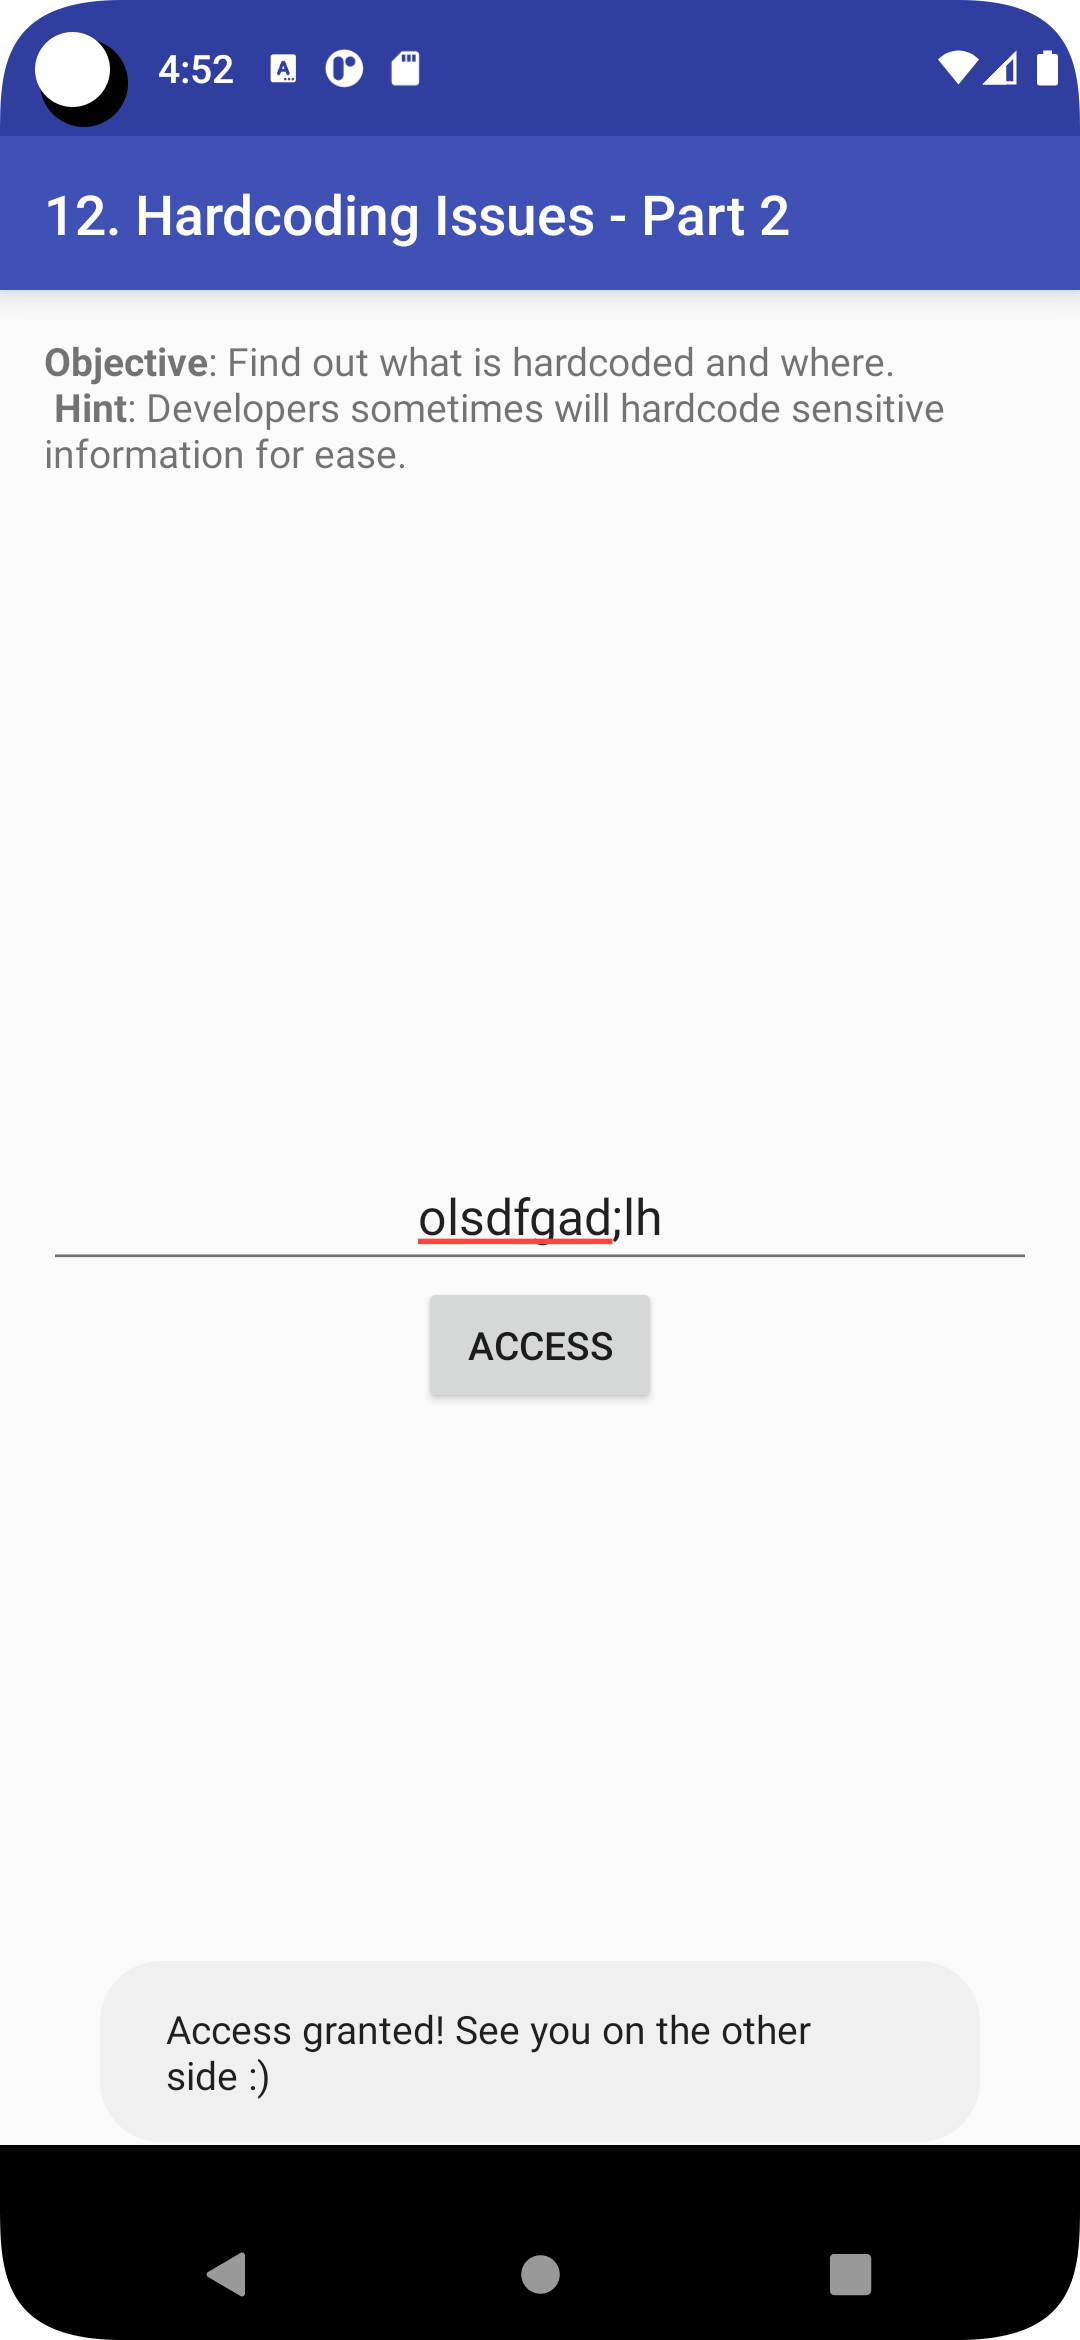 4:52
12. Hardcoding Issues - Part 2
Objective: Find out what is hardcoded and where.
Hint: Developers sometimes will hardcode sensitive
information for ease.
olsdfgad;lh
ACCESS
Access granted! See you on the other
side :)